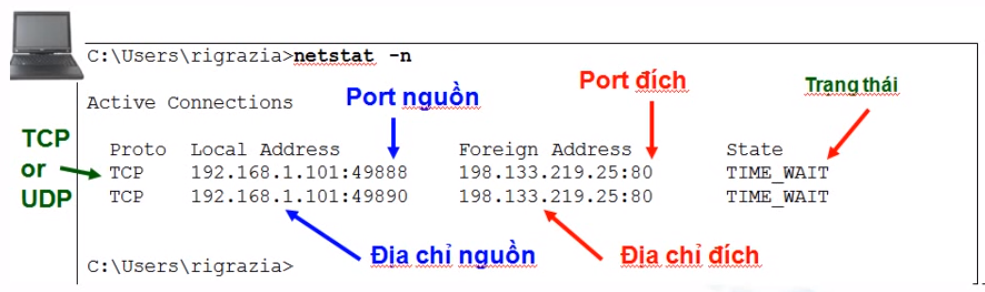 C:\Users\rigrazia>netstat -n
Active Connections
Port nguồn
Port đích
Trạng thái
TCP
or
UDP
Proto Local Address Foreign Address State
TCP 192.168.1.101:49888 198.133.219.25:80 TIME_WAIT
TCP 192.168.1.101:49890 198.133.219.25:80 TIME_WAIT
Địa chỉ nguồn
Địa chỉ đích
C:\Users\rigrazia>